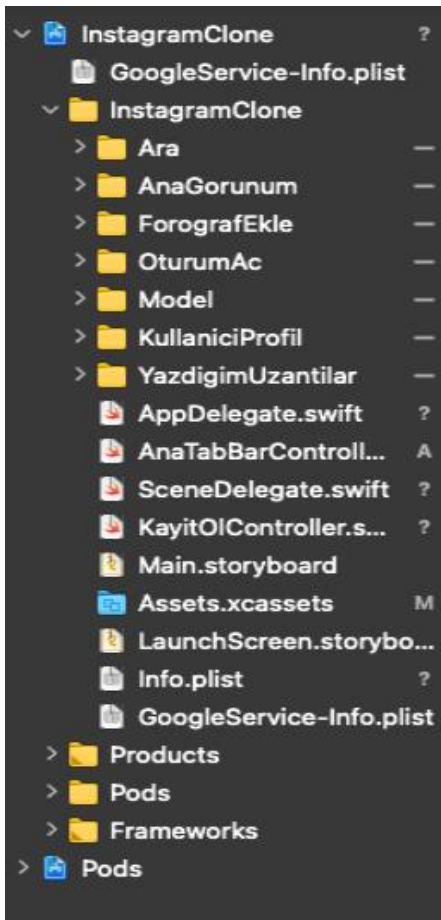 InstagramClone ?
GoogleService-Info.plist
InstagramClone
Ara —
AnaGorunum —
ForografEkle —
OturumAc —
Model —
KullaniciProfil —
YazdigimUzantilar —
AppDelegate.swift ?
AnaTabBarControll... A
SceneDelegate.swift ?
KayitOlController.s... ?
Main.storyboard
Assets.xcassets M
LaunchScreen.storybo...
Info.plist ?
GoogleService-Info.plist
Products
Pods
Frameworks
Pods